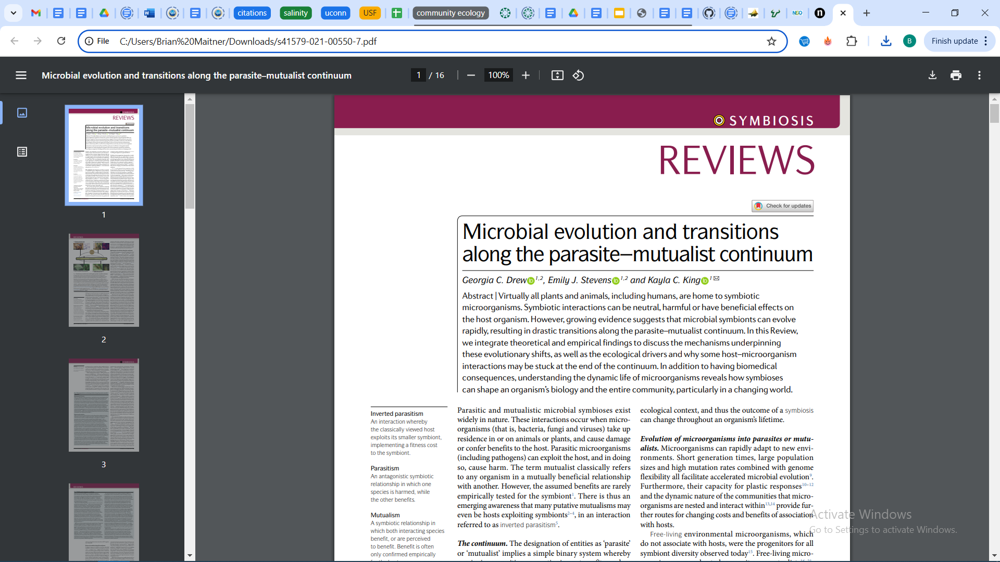 citations
salinity
uconn
USF
community ecology
NSO
n
File C:/Users/Brian%20Maitner/Downloads/s41579-021-00550-7.pdf
B
Finish update
Microbial evolution and transitions along the parasite–mutualist continuum
1 / 16
100%
1
2
3
SYMBIOSIS
REVIEWS
Check for updates
Microbial evolution and transitions
along the parasite–mutualist continuum
Georgia C. Drew 1,2, Emily J. Stevens 1,2 and Kayla C. King 1
Abstract | Virtually all plants and animals, including humans, are home to symbiotic
microorganisms. Symbiotic interactions can be neutral, harmful or have beneficial effects on
the host organism. However, growing evidence suggests that microbial symbionts can evolve
rapidly, resulting in drastic transitions along the parasite–mutualist continuum. In this Review,
we integrate theoretical and empirical findings to discuss the mechanisms underpinning
these evolutionary shifts, as well as the ecological drivers and why some host–microorganism
interactions may be stuck at the end of the continuum. In addition to having biomedical
consequences, understanding the dynamic life of microorganisms reveals how symbioses
can shape an organism's biology and the entire community, particularly in a changing world.
Inverted parasitism
An interaction whereby
the classically viewed host
exploits its smaller symbiont,
implementing a fitness cost
to the symbiont.
Parasitism
An antagonistic symbiotic
relationship in which one
species is harmed, while
the other benefits.
Mutualism
A symbiotic relationship in
which both interacting species
benefit, or are perceived
to benefit. Benefit is often
only confirmed empirically
Parasitic and mutualistic microbial symbioses exist
widely in nature. These interactions occur when micro-
organisms (that is, bacteria, fungi and viruses) take up
residence in or on animals or plants, and cause damage
or confer benefits to the host. Parasitic microorganisms
(including pathogens) can exploit the host, and in doing
so, cause harm. The term mutualist classically refers
to any organism in a mutually beneficial relationship
with another. However, the assumed benefits are rarely
empirically tested for the symbiont1. There is thus an
emerging awareness that many putative mutualisms may
even be hosts exploiting symbionts2–4, in an interaction
referred to as inverted parasitism5.
The continuum. The designation of entities as 'parasite'
or 'mutualist' implies a simple binary system whereby
ecological context, and thus the outcome of a symbiosis
can change throughout an organism's lifetime.
Evolution of microorganisms into parasites or mutu-
alists. Microorganisms can rapidly adapt to new envi-
ronments. Short generation times, large population
sizes and high mutation rates combined with genome
flexibility all facilitate accelerated microbial evolution9.
Furthermore, their capacity for plastic responses10–12
and the dynamic nature of the communities that micro-
organisms are nested and interact within13,14 provide fur-
ther routes for changing costs and benefits of association
with hosts.
Free-living environmental microorganisms, which
do not associate with hosts, were the progenitors for all
symbiont diversity observed today15. Free-living micro-
Activate Windows
Go to Settings to activate Windows.